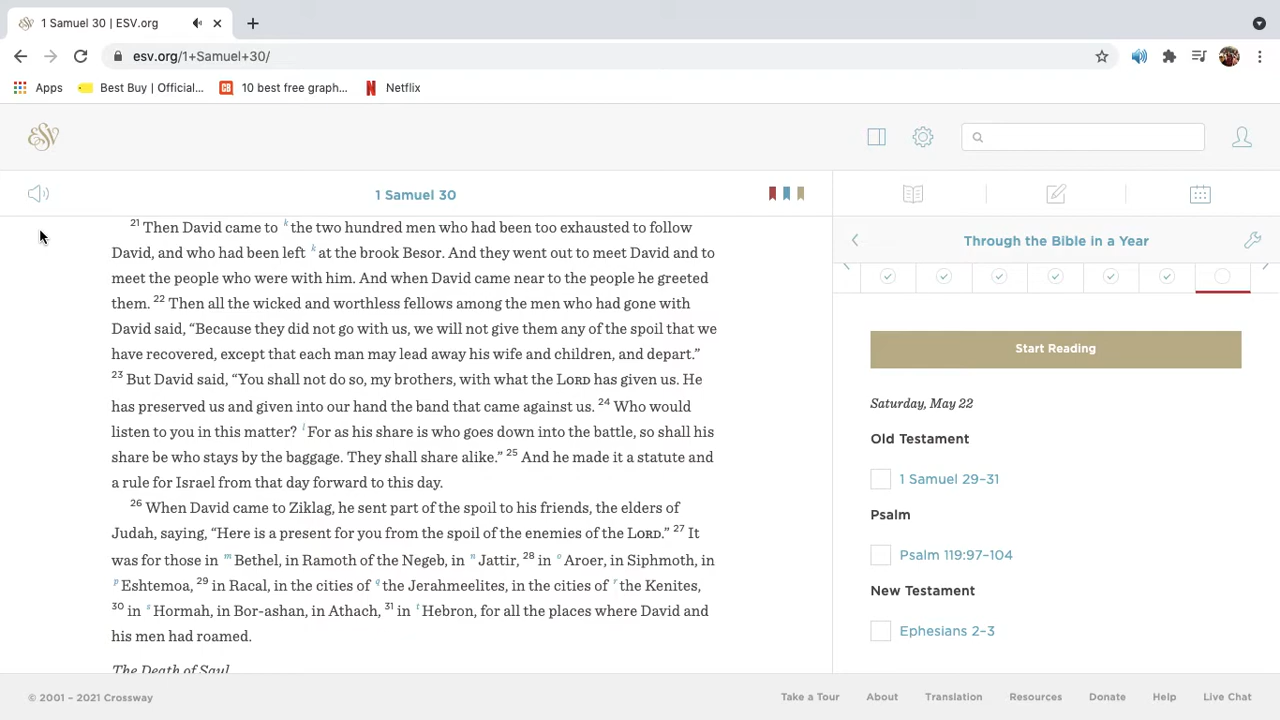 1 Samuel 30 | ESV.org
esv.org/1+Samuel+30/
Apps
Best Buy | Official...
CB
10 best free graph...
Netflix
ESV
1 Samuel 30
21 Then David came to k the two hundred men who had been too exhausted to follow
David, and who had been left k at the brook Besor. And they went out to meet David and to
meet the people who were with him. And when David came near to the people he greeted
them. 22 Then all the wicked and worthless fellows among the men who had gone with
David said, “Because they did not go with us, we will not give them any of the spoil that we
have recovered, except that each man may lead away his wife and children, and depart.”
23 But David said, “You shall not do so, my brothers, with what the LORD has given us. He
has preserved us and given into our hand the band that came against us. 24 Who would
listen to you in this matter? l For as his share is who goes down into the battle, so shall his
share be who stays by the baggage. They shall share alike.” 25 And he made it a statute and
a rule for Israel from that day forward to this day.
26 When David came to Ziklag, he sent part of the spoil to his friends, the elders of
Judah, saying, “Here is a present for you from the spoil of the enemies of the LORD.” 27 It
was for those in m Bethel, in Ramoth of the Negeb, in n Jattir, 28 in o Aroer, in Siphmoth, in
p Eshtemoa, 29 in Racal, in the cities of q the Jerahmeelites, in the cities of r the Kenites,
30 in s Hormah, in Bor-ashan, in Athach, 31 in t Hebron, for all the places where David and
his men had roamed.
The Death of Saul
Through the Bible in a Year
Start Reading
Saturday, May 22
Old Testament
1 Samuel 29–31
Psalm
Psalm 119:97–104
New Testament
Ephesians 2–3
© 2001 – 2021 Crossway
Take a Tour
About
Translation
Resources
Donate
Help
Live Chat